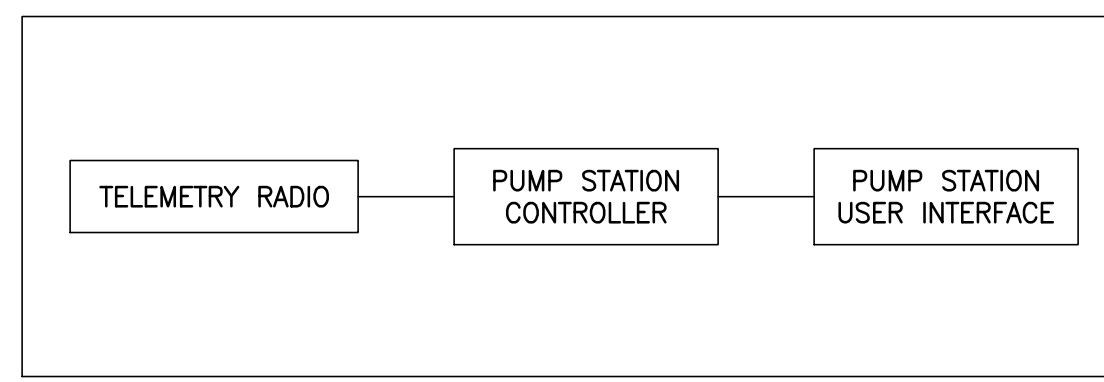 TELEMETRY RADIO
PUMP STATION
CONTROLLER
PUMP STATION
USER INTERFACE